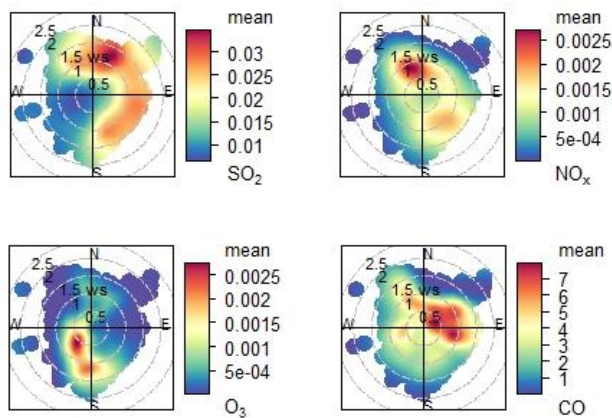 mean
N
2.5
2
1.5 ws
1
0.5
W
E
S
0.03
0.025
0.02
0.015
0.01
SO2
mean
N
2.5
2
1.5 ws
1
0.5
W
E
S
0.0025
0.002
0.0015
0.001
5e-04
NOx
mean
N
2.5
2
1.5 ws
1
0.5
W
E
S
0.0025
0.002
0.0015
0.001
5e-04
O3
mean
N
2.5
2
1.5 ws
1
0.5
W
E
S
7
6
5
4
3
2
1
CO